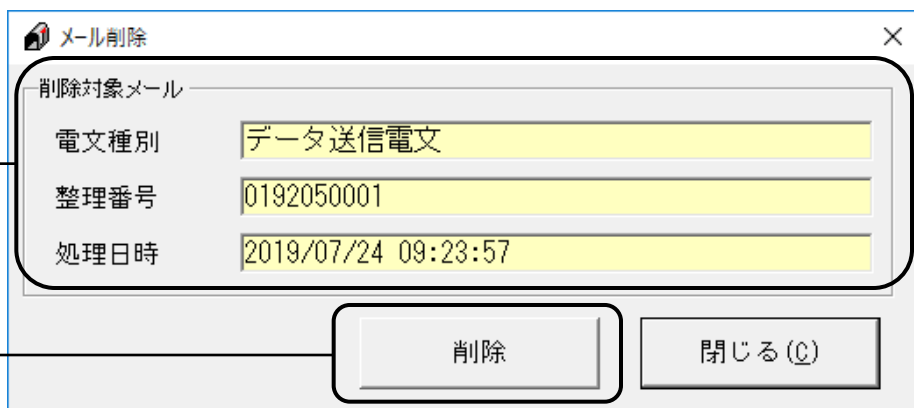 メール削除
削除対象メール
電文種別 データ送信電文
整理番号 0192050001
処理日時 2019/07/24 09:23:57
削除 閉じる(C)